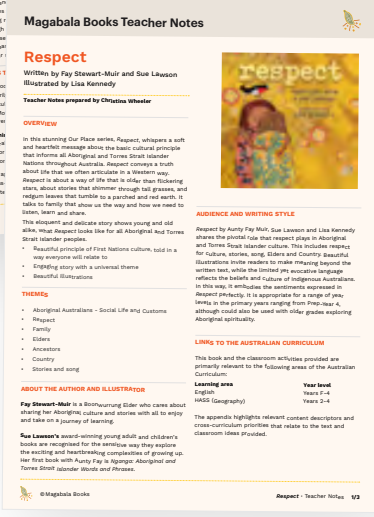 Magabala Books Teacher Notes
Respect
Written by Fay Stewart-Muir and Sue Lawson
Illustrated by Lisa Kennedy
Teacher Notes prepared by Christina Wheeler
OVERVIEW
In this stunning Our Place series, Respect, whispers a soft
and heartfelt message about the basic cultural principle
that informs all Aboriginal and Torres Strait Islander
Nations throughout Australia. Respect conveys a truth
about life that we often articulate in a Western way.
Respect is about a way of life that is older than flickering
stars, about stories that shimmer through tall grasses, and
redgum leaves that tumble to a parched red earth. It
talks to family that show us the way and how we need to
listen, learn and share.
This eloquent and delicate story shows young and old
alike, what Respect looks like for all Aboriginal and Torres
Strait Islander peoples.
• Beautiful principle of First Nations culture, told in a
way everyone will relate to
• Engaging story with a universal theme
• Beautiful illustrations
THEMES
• Aboriginal Australians - Social Life and Customs
• Respect
• Family
• Elders
• Ancestors
• Country
• Stories and song
ABOUT THE AUTHOR AND ILLUSTRATOR
Fay Stewart-Muir is a Boonwurrung Elder who cares about
sharing her Aboriginal culture and stories with all to enjoy
and take on a journey of learning.
Sue Lawson's award-winning young adult and children's
books are recognised for the sensitive way they explore
the exciting and heartbreaking complexities of growing up.
Her first book with Aunty Fay is Nganga: Aboriginal and
Torres Strait Islander Words and Phrases.
respect
AUDIENCE AND WRITING STYLE
Respect by Aunty Fay Muir, Sue Lawson and Lisa Kennedy
shares the pivotal role that respect plays in Aboriginal
and Torres Strait Islander culture. This includes respect
for Culture, stories, song, Elders and Country. Beautiful
illustrations invite readers to make meaning beyond the
written text, while the limited yet evocative language
reflects the beliefs and culture of Indigenous Australians.
In this way, it embodies the sentiments expressed in
Respect perfectly. It is appropriate for a range of year
levels in the primary years ranging from Prep-Year 4,
although could also be used with older grades exploring
Aboriginal spirituality.
LINKS TO THE AUSTRALIAN CURRICULUM
This book and the classroom activities provided are
primarily relevant to the following areas of the Australian
Curriculum:
Learning area Year level
English Years F-4
HASS (Geography) Years 2-4
The appendix highlights relevant content descriptors and
cross-curriculum priorities that relate to the text and
classroom ideas provided.
©Magabala Books
Respect • Teacher Notes 1/3